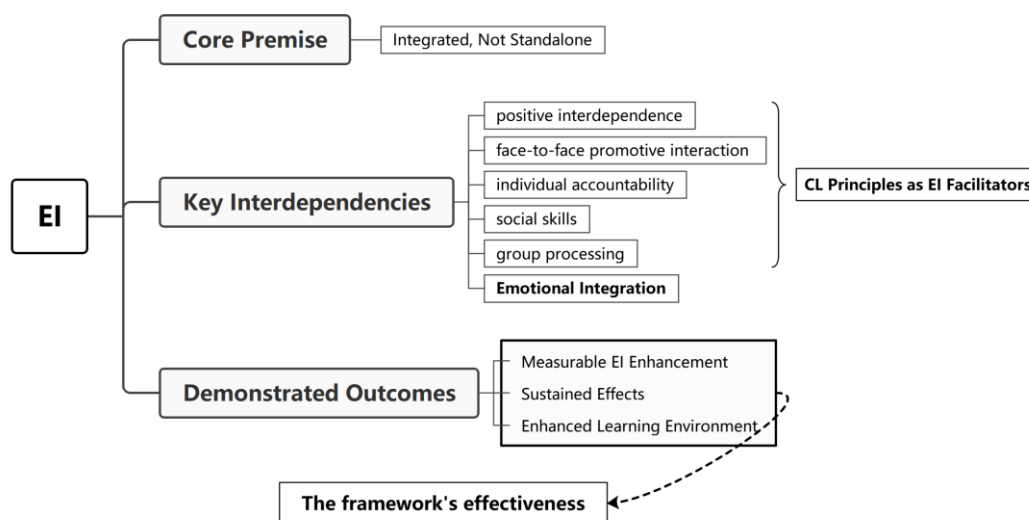 Core Premise
Integrated, Not Standalone
EI
Key Interdependencies
positive interdependence
face-to-face promotive interaction
individual accountability
social skills
group processing
Emotional Integration
CL Principles as EI Facilitators
Demonstrated Outcomes
Measurable EI Enhancement
Sustained Effects
Enhanced Learning Environment
The framework's effectiveness